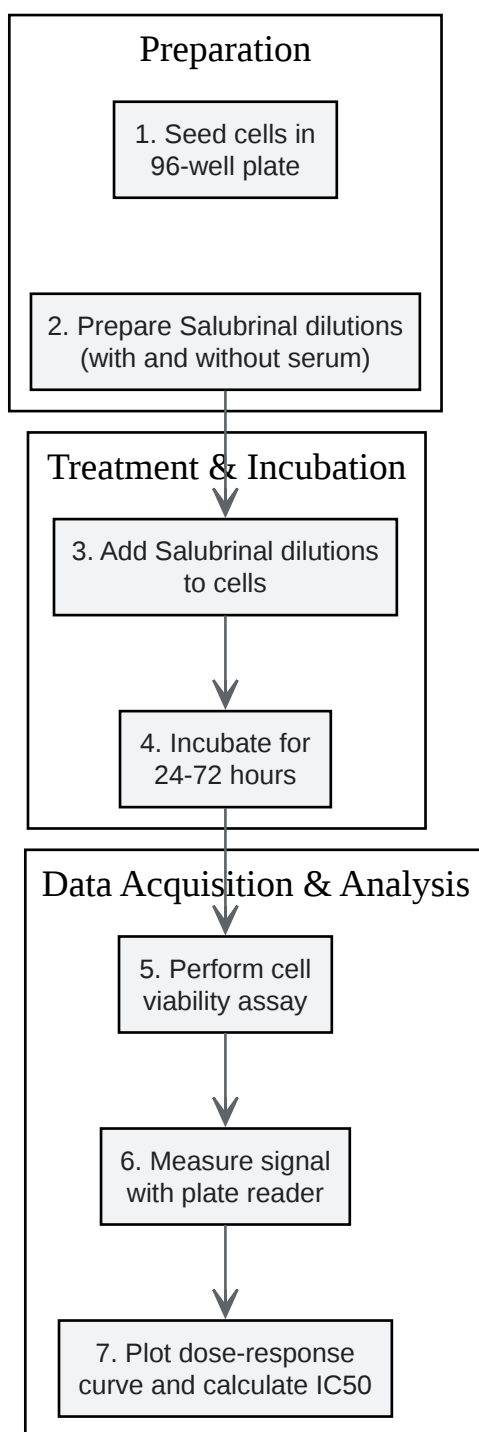 Preparation
1. Seed cells in
96-well plate
2. Prepare Salubrinal dilutions
(with and without serum)
Treatment & Incubation
3. Add Salubrinal dilutions
to cells
4. Incubate for
24-72 hours
Data Acquisition & Analysis
5. Perform cell
viability assay
6. Measure signal
with plate reader
7. Plot dose-response
curve and calculate IC50